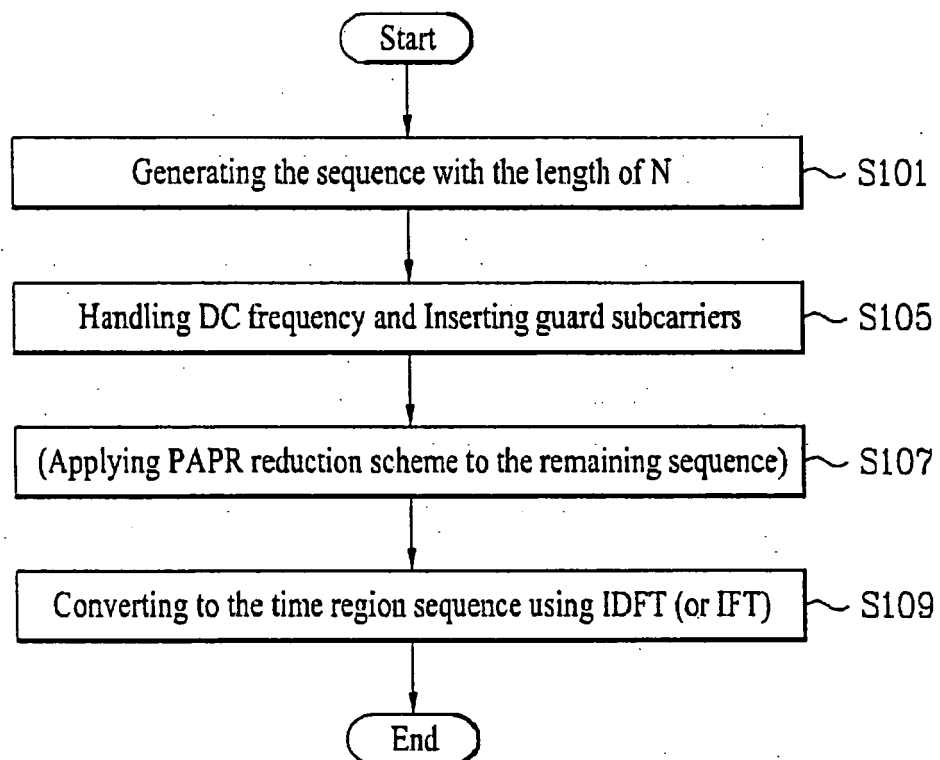 Start
Generating the sequence with the length of N
S101
Handling DC frequency and Inserting guard subcarriers
S105
(Applying PAPR reduction scheme to the remaining sequence)
S107
Converting to the time region sequence using IDFT (or IFT)
S109
End